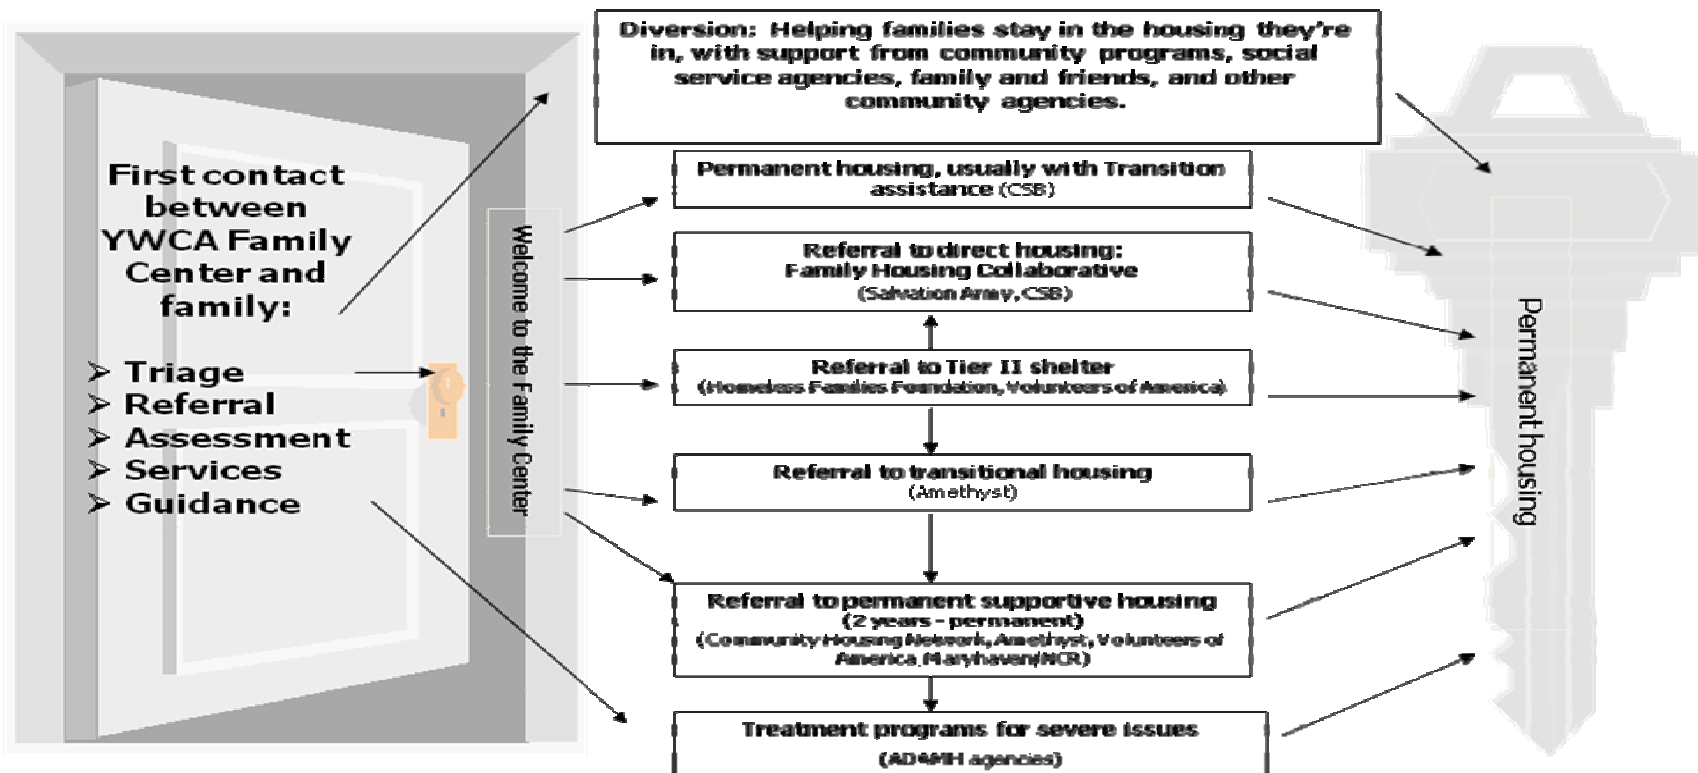 Diversion: Helping families stay in the housing they're
in, with support from community programs, social
service agencies, family and friends, and other
community agencies.
First contact
between
YWCA Family
Center and
family:
➢ Triage
➢ Referral
➢ Assessment
➢ Services
➢ Guidance
Welcome to the Family Center
Permanent housing, usually with Transition
assistance (CSB)
Referral to direct housing:
Family Housing Collaborative
(Salvation Army, CSB)
Referral to Tier II shelter
(Homeless Families Foundation, Volunteers of America)
Referral to transitional housing
(Amethyst)
Referral to permanent supportive housing
(2 years - permanent)
(Community Housing Network, Amethyst, Volunteers of
America, Maryhaven/NCR)
Treatment programs for severe issues
(ADAMH agencies)
Permanent housing